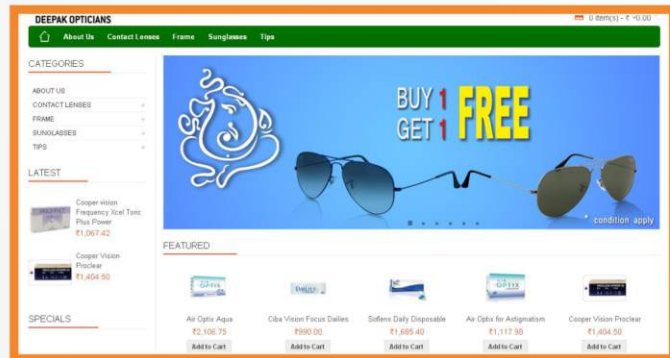 DEEPAK OPTICIANS
0 item(s) - ₹ ~0.00
About Us Contact Lenses Frame Sunglasses Tips
CATEGORIES
ABOUT US
CONTACT LENSES +
FRAME +
SUNGLASSES +
TIPS +
LATEST
Cooper vision
Frequency Xcel Toric
Plus Power
₹1,067.42
Cooper Vision
Proclear
₹1,404.50
SPECIALS
BUY 1
GET 1
FREE
condition apply
FEATURED
Air Optix Aqua
₹2,106.75
Add to Cart
Ciba Vision Focus Dailies
₹990.00
Add to Cart
Soflens Daily Disposable
₹1,685.40
Add to Cart
Air Optix for Astigmatism
₹1,117.98
Add to Cart
Cooper Vision Proclear
₹1,404.50
Add to Cart